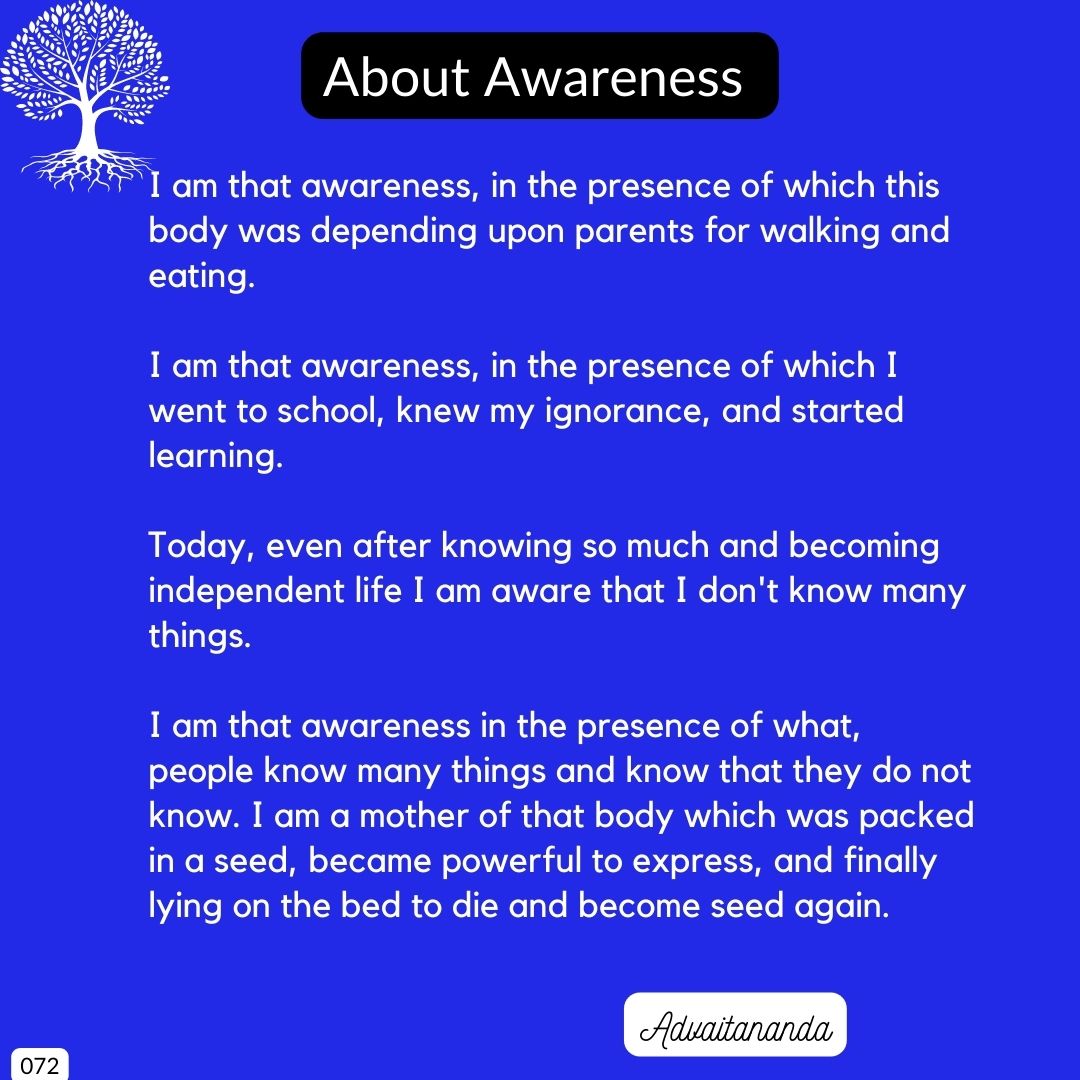 About Awareness
I am that awareness, in the presence of which this
body was depending upon parents for walking and
eating.
I am that awareness, in the presence of which I
went to school, knew my ignorance, and started
learning.
Today, even after knowing so much and becoming
independent life I am aware that I don't know many
things.
I am that awareness in the presence of what,
people know many things and know that they do not
know. I am a mother of that body which was packed
in a seed, became powerful to express, and finally
lying on the bed to die and become seed again.
Advaitananda
072